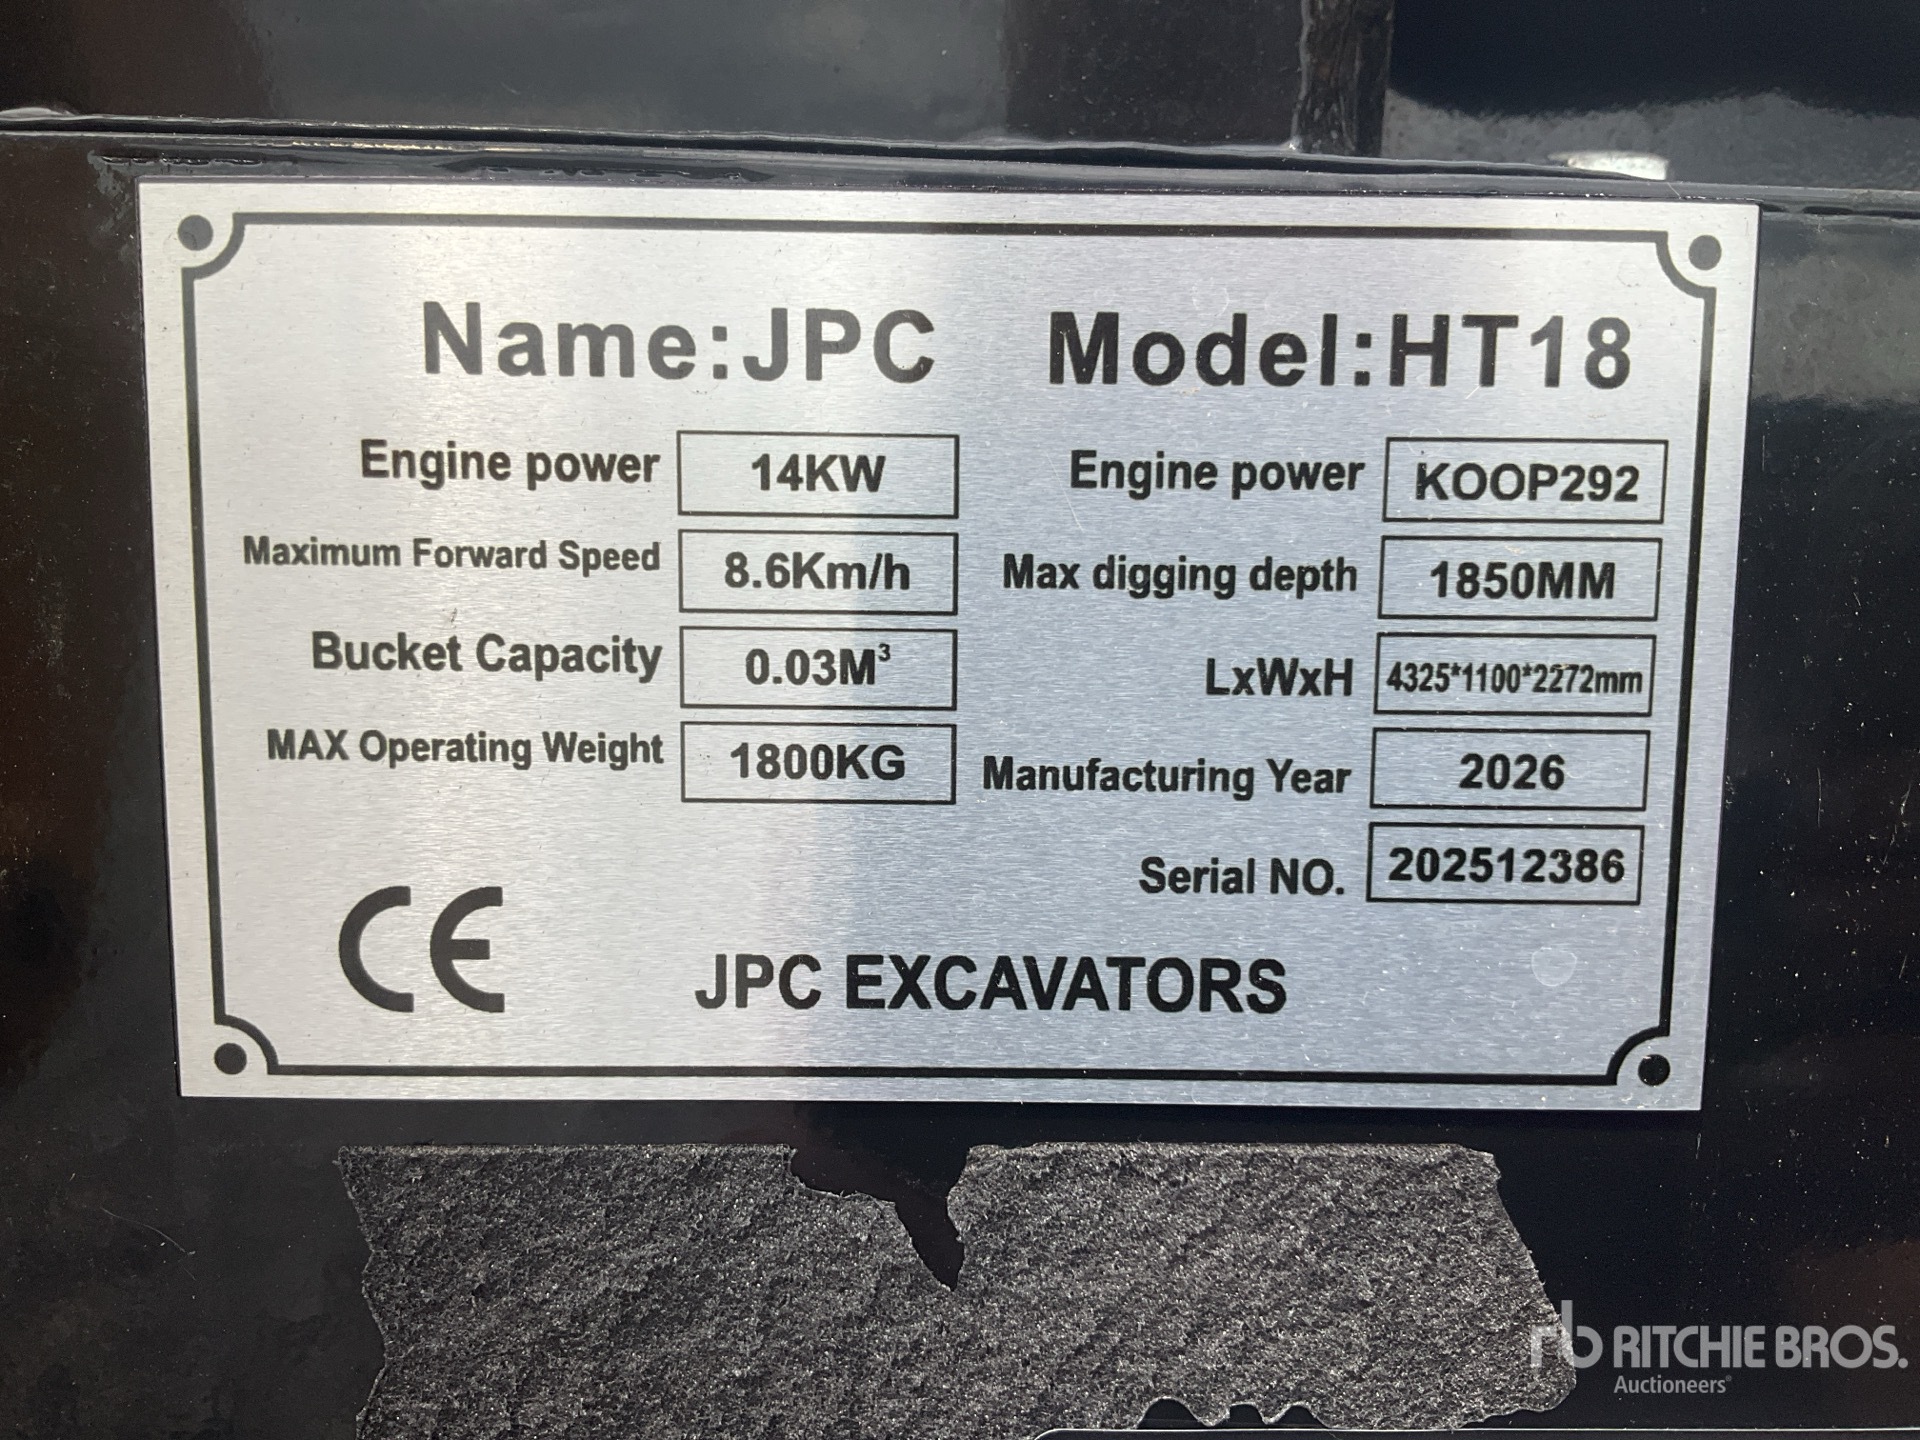 Name:JPC Model:HT18
Engine power 14KW Engine power KOOP292
Maximum Forward Speed 8.6Km/h Max digging depth 1850MM
Bucket Capacity 0.03M³ LxWxH 4325*1100*2272mm
MAX Operating Weight 1800KG Manufacturing Year 2026
Serial NO. 202512386
CE JPC EXCAVATORS
rb RITCHIE BROS.
Auctioneers